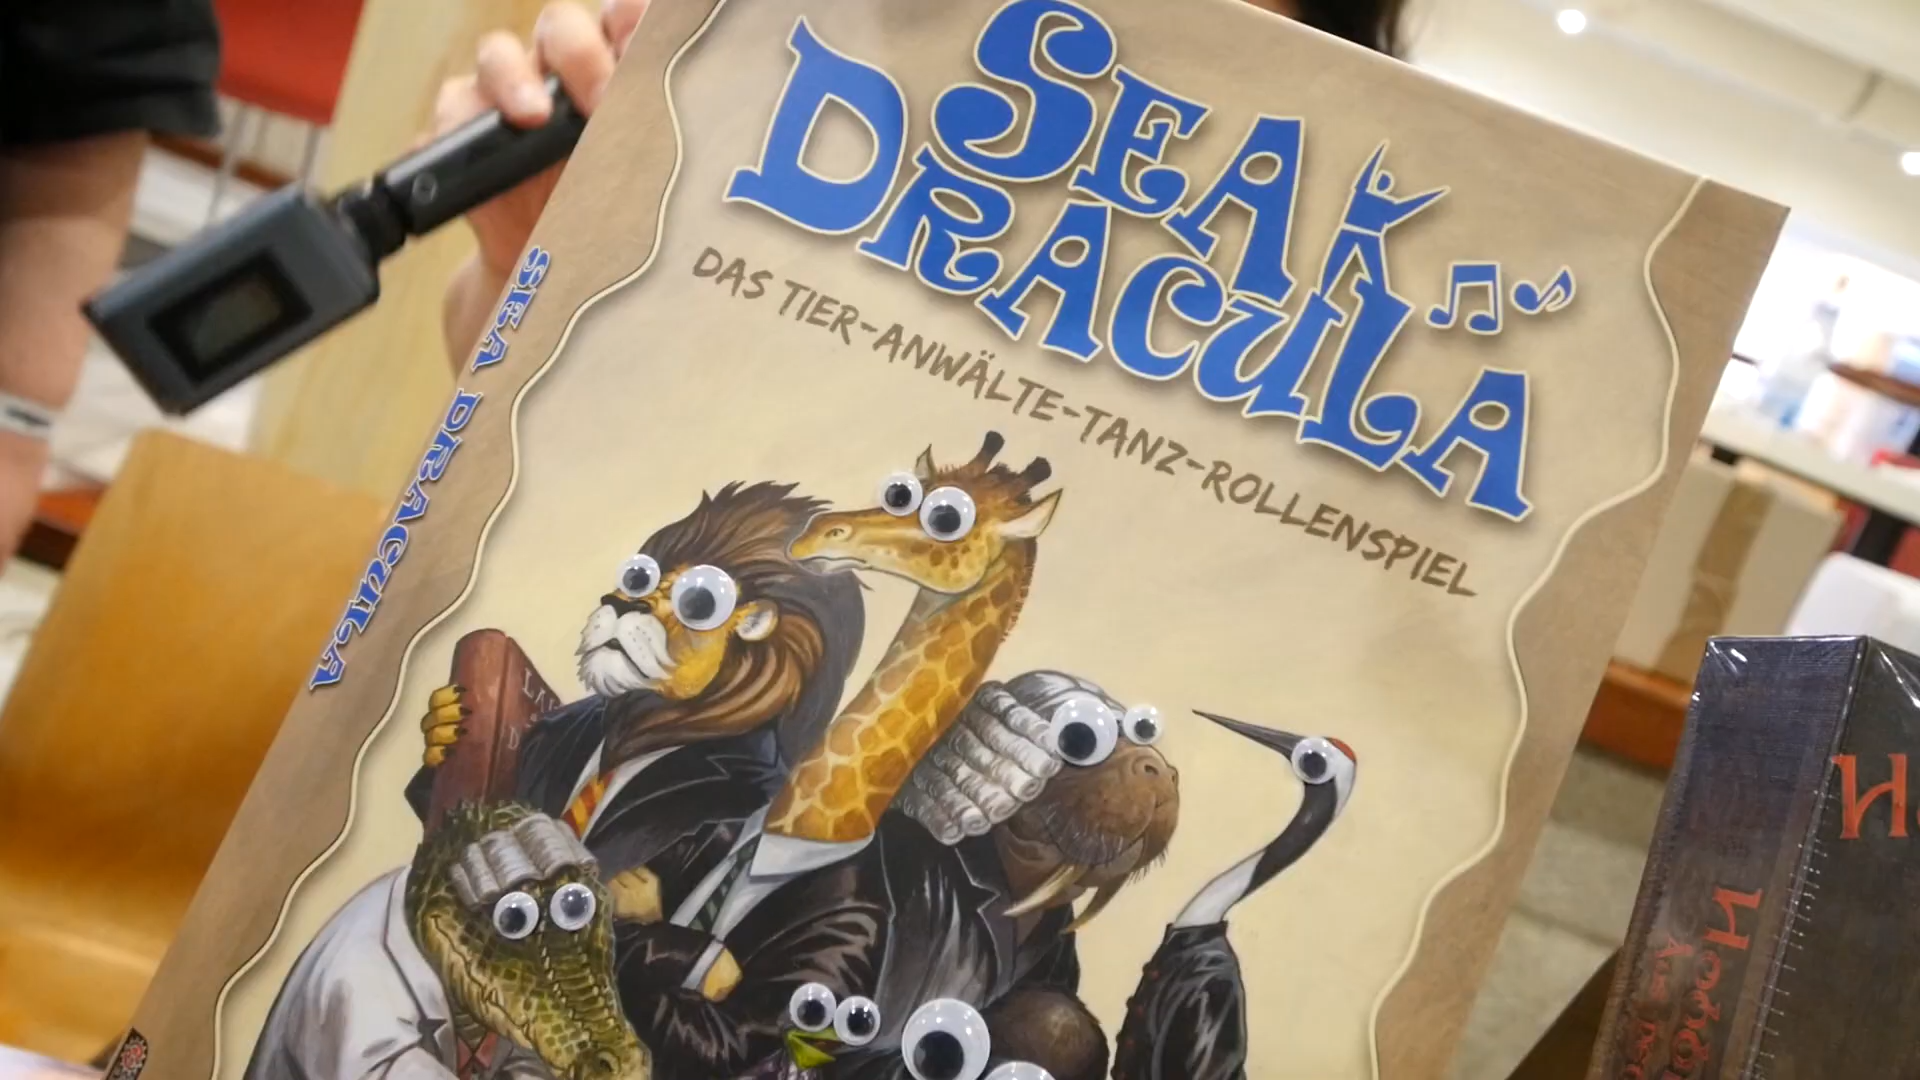 SEA
DRACULA
DAS TIER-ANWÄLTE-TANZ-ROLLENSPIEL
SEA DRACULA